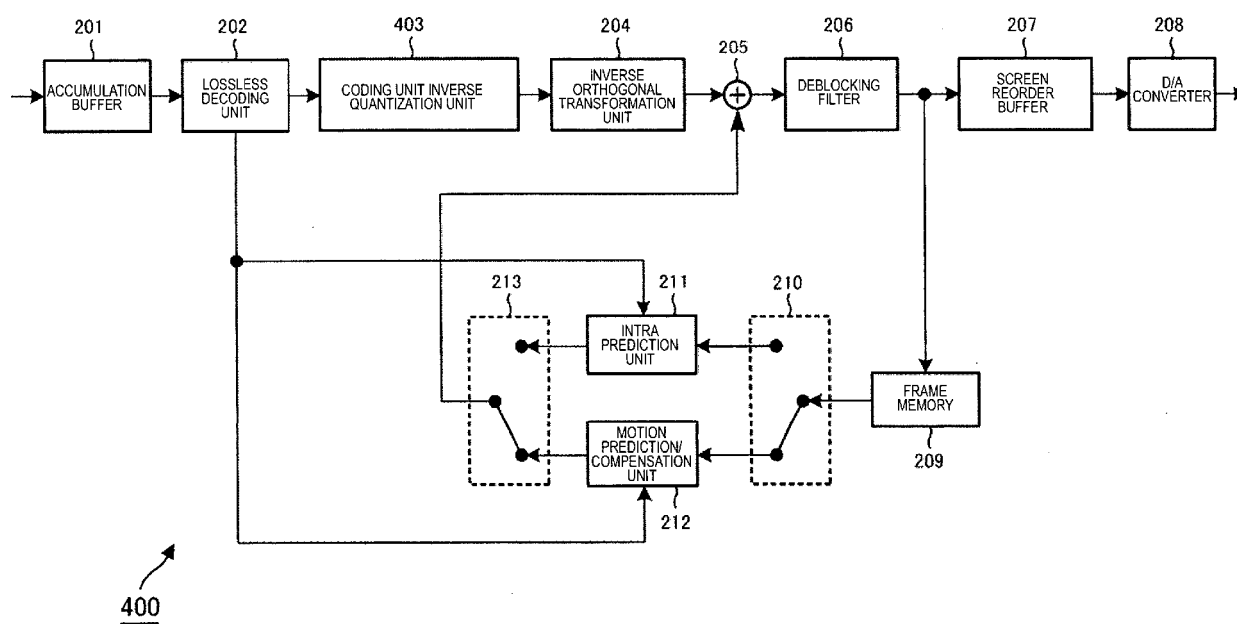 201
202
403
204
205
206
207
208
ACCUMULATION
BUFFER
LOSSLESS
DECODING
UNIT
CODING UNIT INVERSE
QUANTIZATION UNIT
INVERSE
ORTHOGONAL
TRANSFORMATION
UNIT
DEBLOCKING
FILTER
SCREEN
REORDER
BUFFER
D/A
CONVERTER
213
211
210
INTRA
PREDICTION
UNIT
FRAME
MEMORY
209
MOTION
PREDICTION/
COMPENSATION
UNIT
212
400